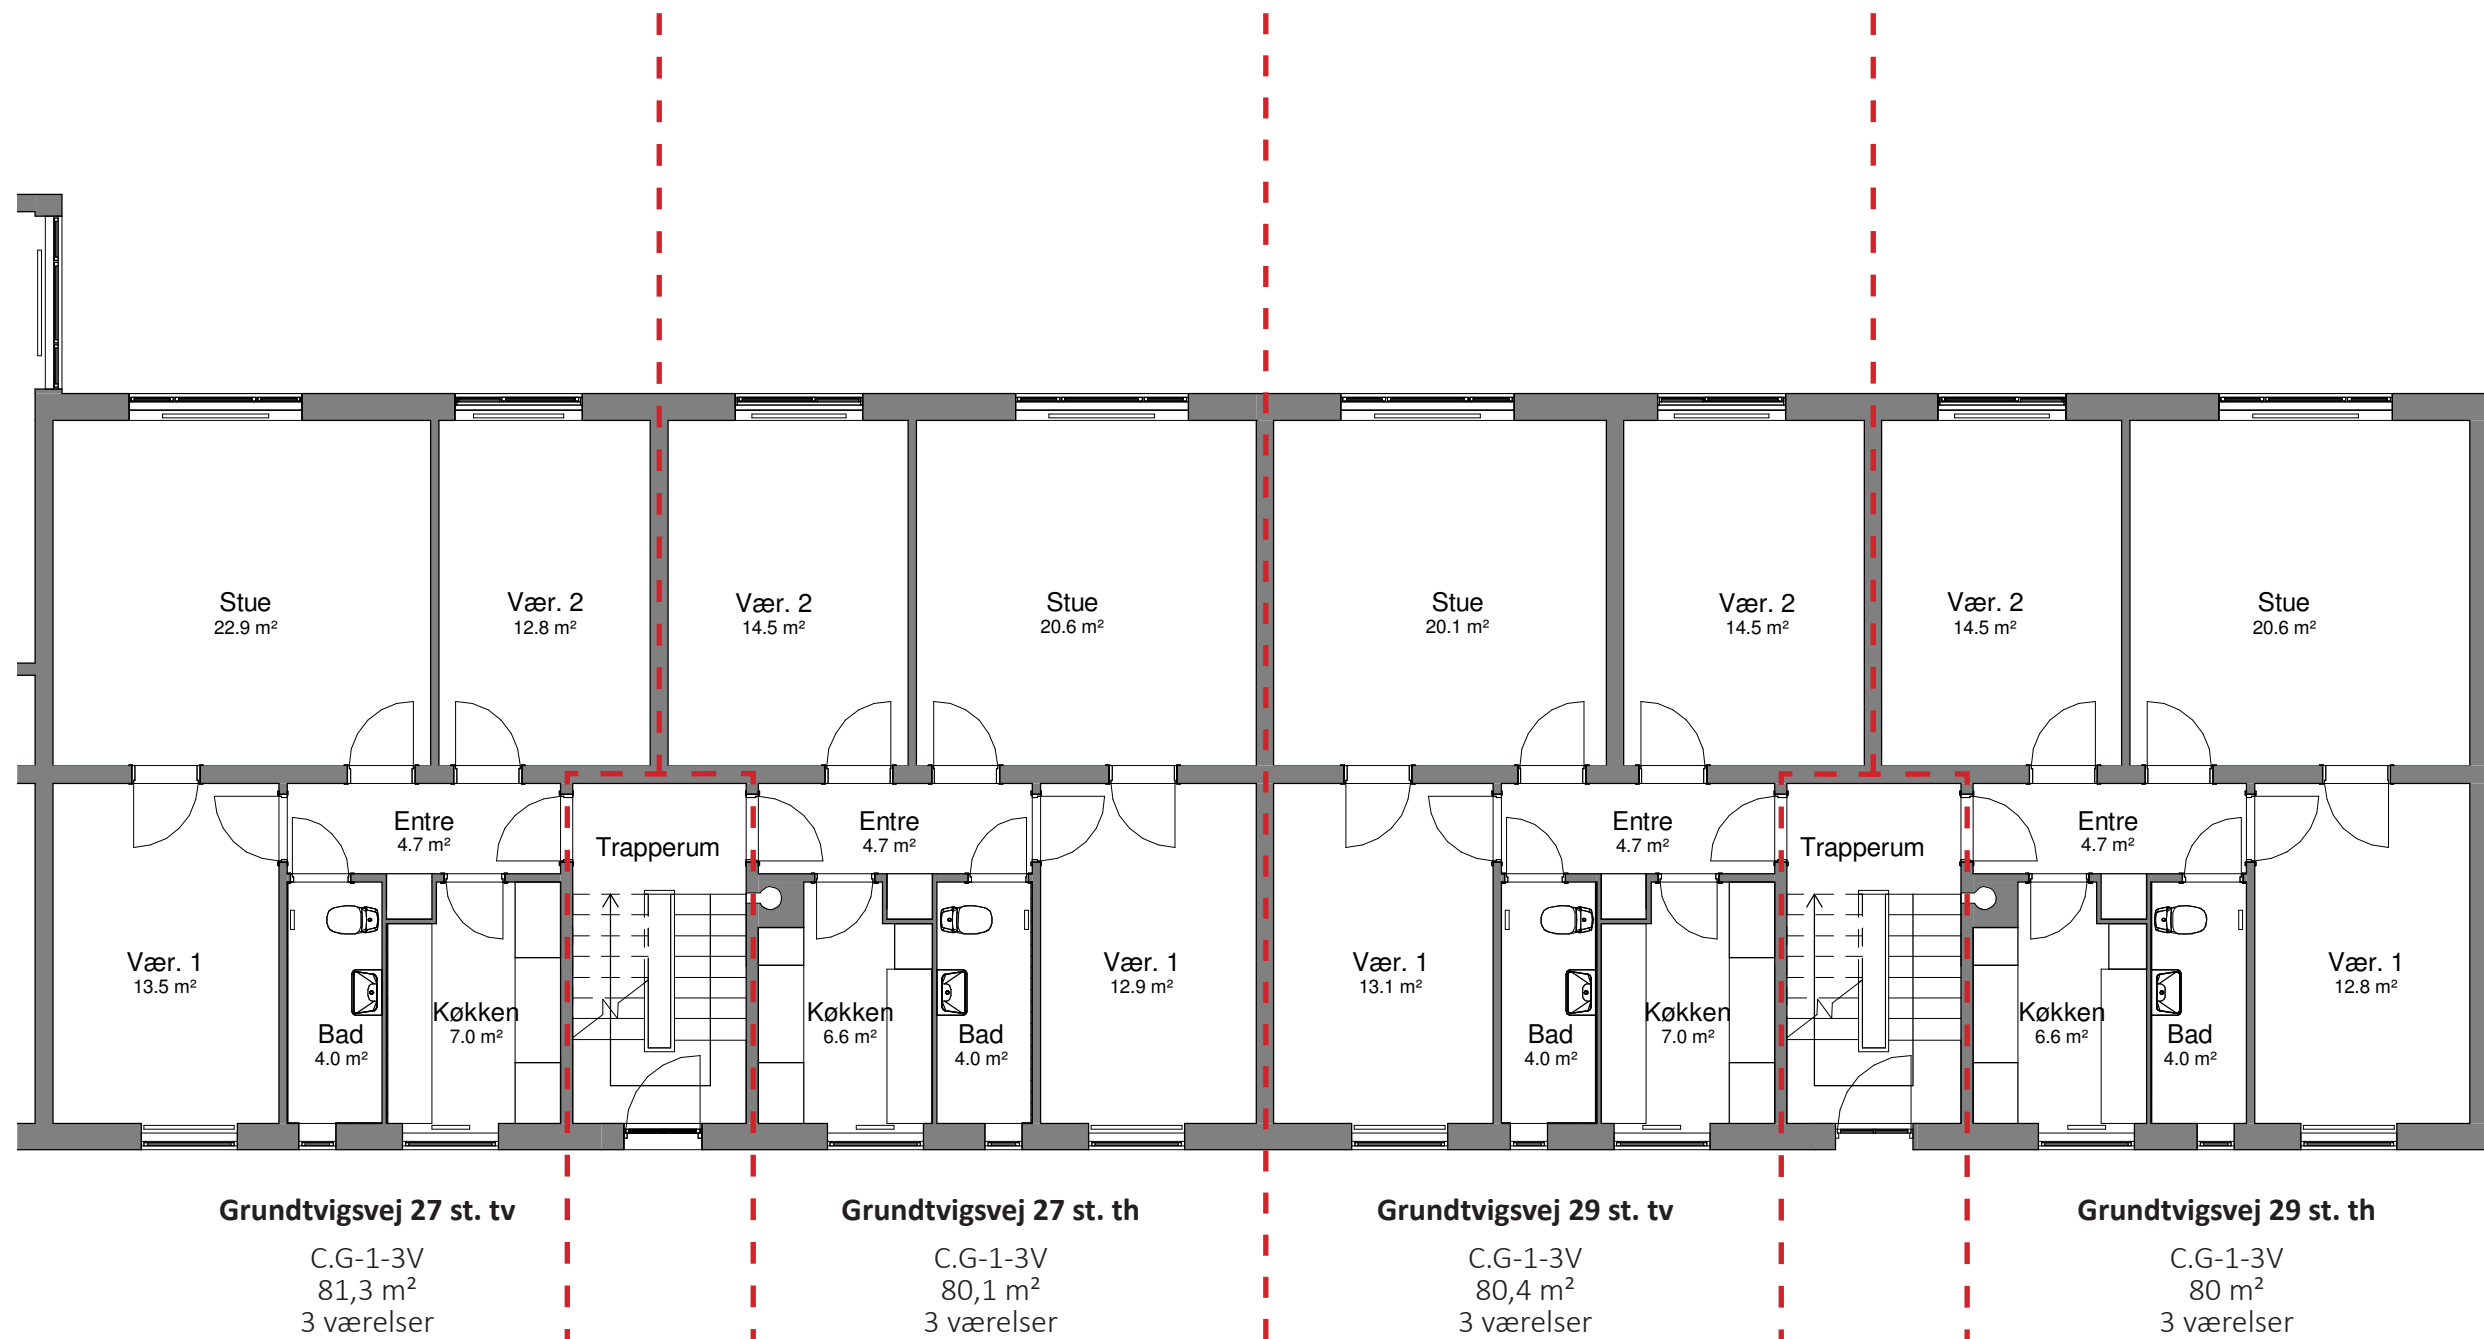 Stue
22.9 m²
Vær. 2
12.8 m²
Vær. 2
14.5 m²
Stue
20.6 m²
Stue
20.1 m²
Vær. 2
14.5 m²
Vær. 2
14.5 m²
Stue
20.6 m²
Entre
4.7 m²
Trapperum
Entre
4.7 m²
Entre
4.7 m²
Trapperum
Entre
4.7 m²
Vær. 1
13.5 m²
Bad
4.0 m²
Køkken
7.0 m²
Køkken
6.6 m²
Bad
4.0 m²
Vær. 1
12.9 m²
Vær. 1
13.1 m²
Bad
4.0 m²
Køkken
7.0 m²
Køkken
6.6 m²
Bad
4.0 m²
Vær. 1
12.8 m²
Grundtvigsvej 27 st. tv
C.G-1-3V
81,3 m²
3 værelser
Grundtvigsvej 27 st. th
C.G-1-3V
80,1 m²
3 værelser
Grundtvigsvej 29 st. tv
C.G-1-3V
80,4 m²
3 værelser
Grundtvigsvej 29 st. th
C.G-1-3V
80 m²
3 værelser